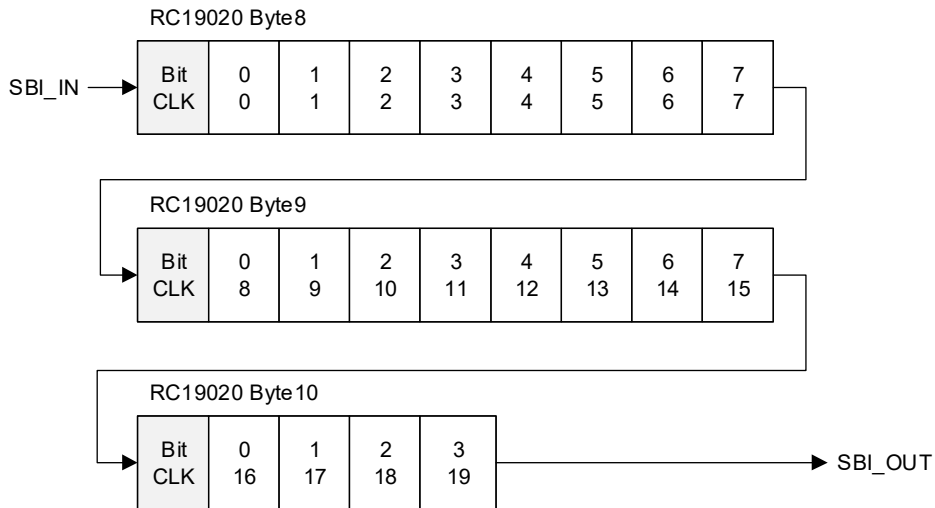 RC19020 Byte8
SBI_IN
Bit 0 1 2 3 4 5 6 7
CLK 0 1 2 3 4 5 6 7
RC19020 Byte9
Bit 0 1 2 3 4 5 6 7
CLK 8 9 10 11 12 13 14 15
RC19020 Byte10
Bit 0 1 2 3
CLK 16 17 18 19
SBI_OUT